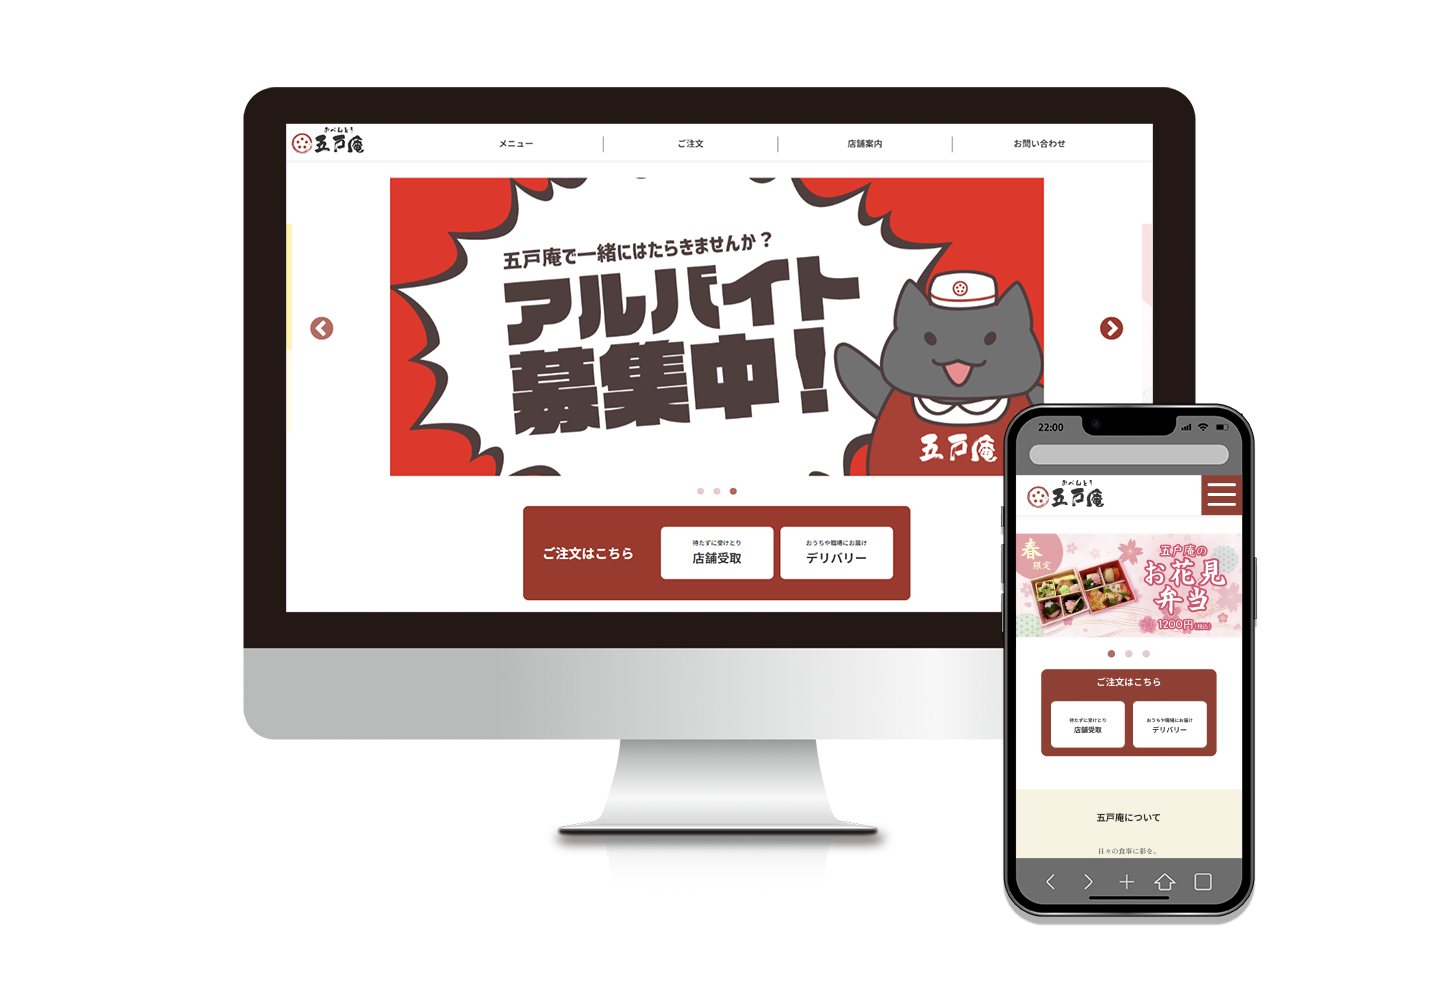 おべんとう
五戸庵
メニュー
ご注文
店舗案内
お問い合わせ
五戸庵で一緒にはたらきませんか？
アルバイト
募集中！
五戸庵
ご注文はこちら
待たずに受けとり
店舗受取
おうちや職場にお届け
デリバリー
22:00
おべんとう
五戸庵
春
限定
五戸庵の
お花見
弁当
1200円(税込)
ご注文はこちら
待たずに受けとり
店舗受取
おうちや職場にお届け
デリバリー
五戸庵について
日々の食事に彩を。